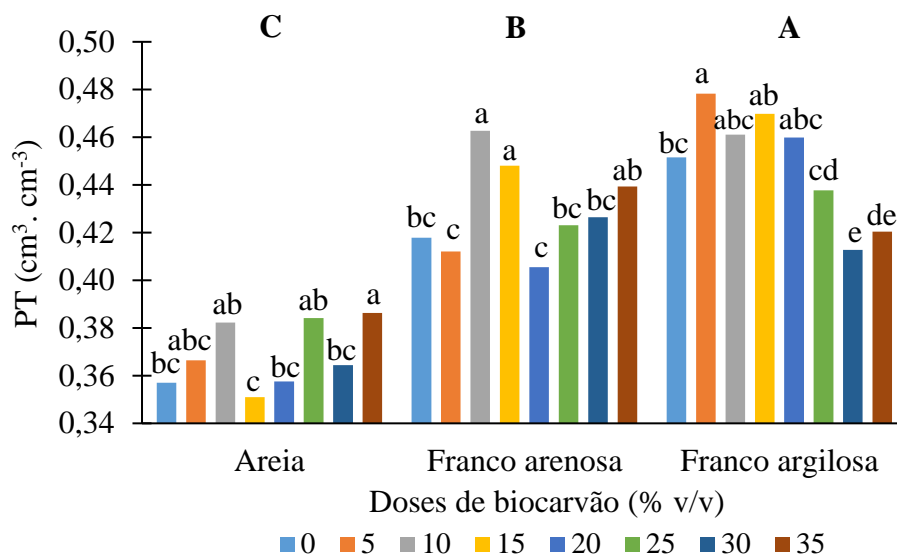 C B A
0,50
0,48
0,46
0,44
0,42
0,40
0,38
0,36
0,34
PT (cm³. cm⁻³)
bc abc ab c bc ab bc a
bc c a a c bc bc ab
bc a abc ab abc cd e de
Areia Franco arenosa Franco argilosa
Doses de biocarvão (% v/v)
0 5 10 15 20 25 30 35